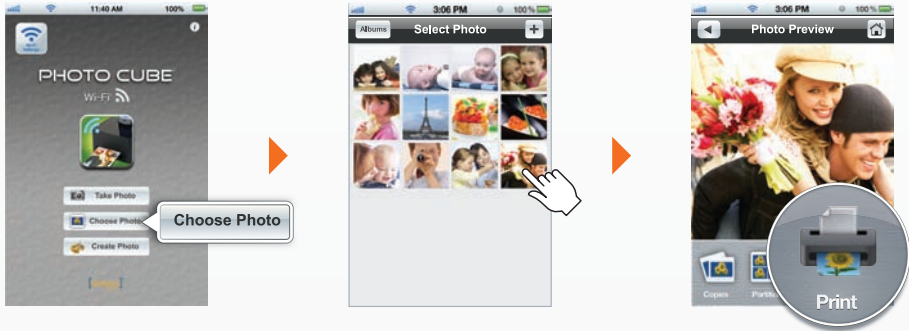 11:40 AM 100%
PHOTO CUBE
Wi-Fi
Take Photo
Choose Photo
Create Photo
Choose Photo
3:06 PM 100%
Albums Select Photo +
3:06 PM 100%
Photo Preview
Copies
Print